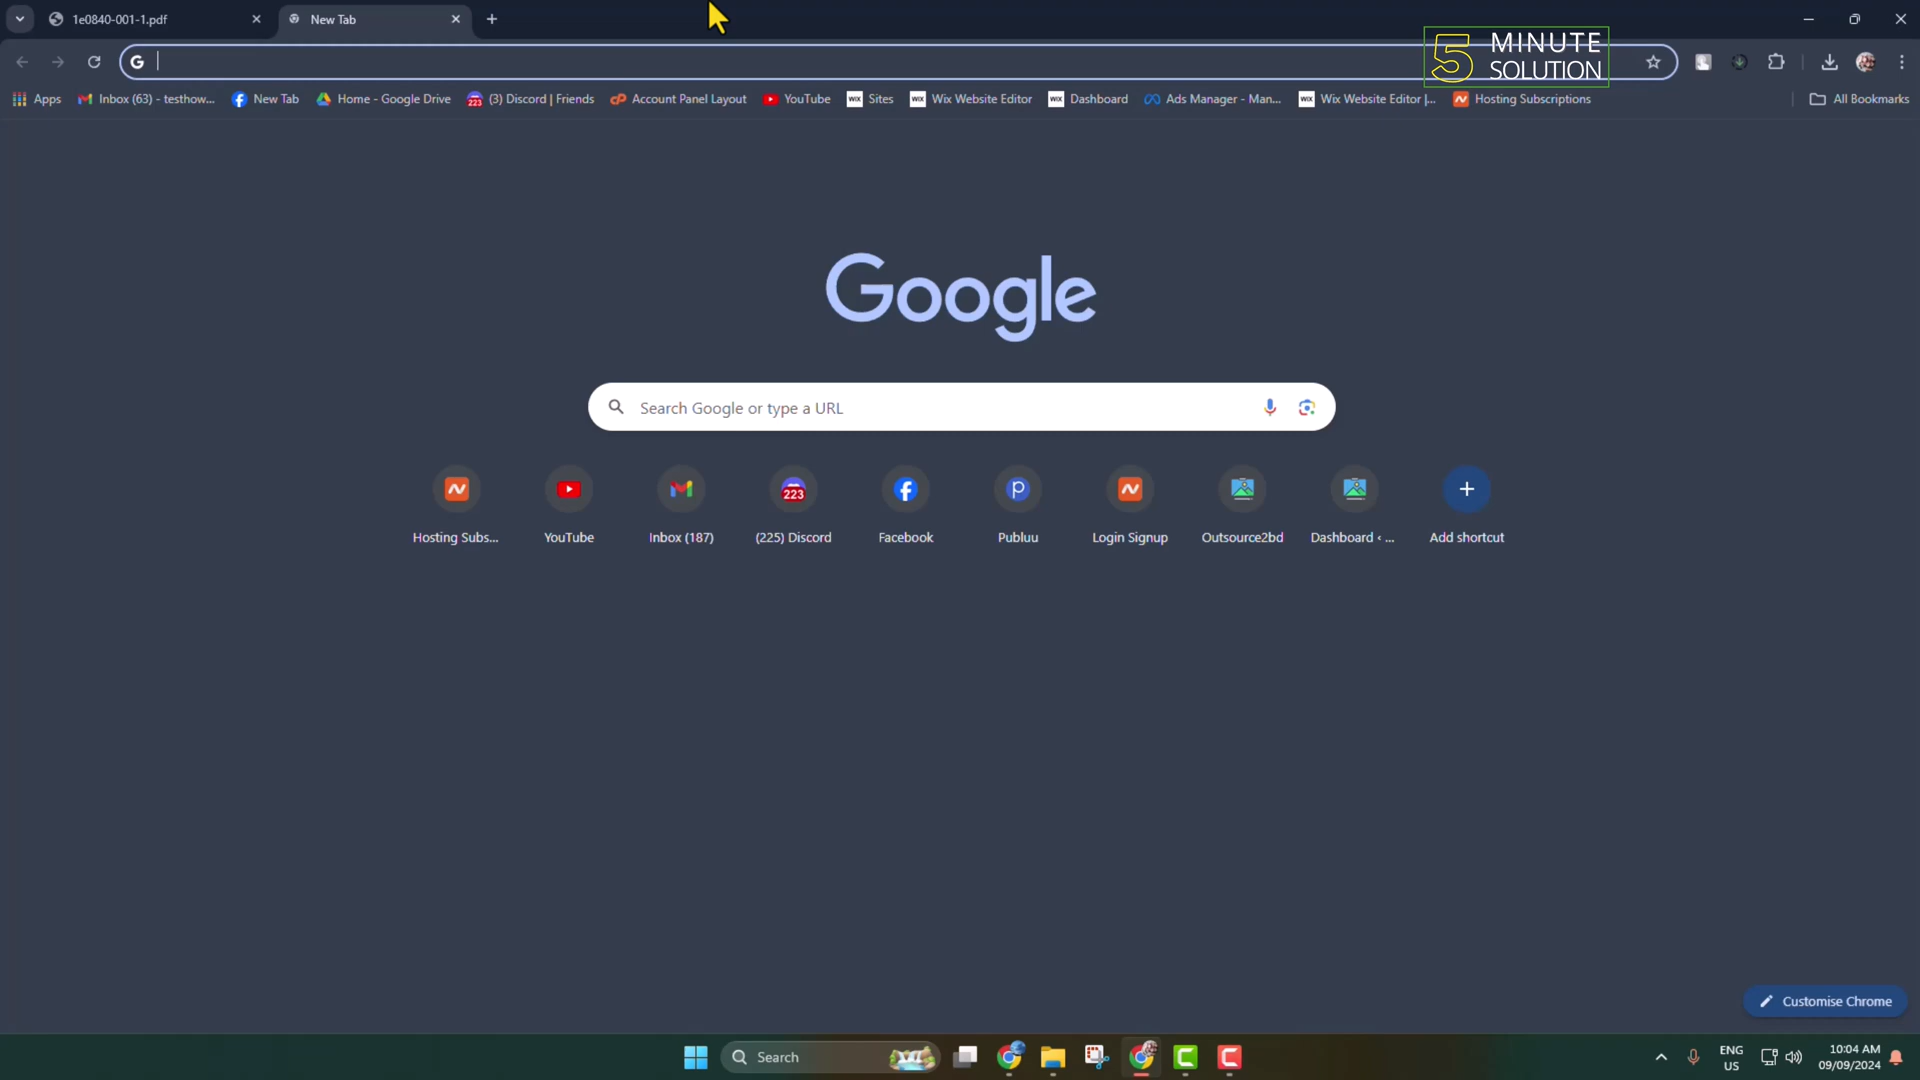 1e0840-001-1.pdf
New Tab
5 MINUTE
SOLUTION
Apps
Inbox (63) - testhow...
New Tab
Home - Google Drive
(3) Discord | Friends
Account Panel Layout
YouTube
Sites
Wix Website Editor
Dashboard
Ads Manager - Man...
Wix Website Editor |...
Hosting Subscriptions
All Bookmarks
Google
Search Google or type a URL
Hosting Subs...
YouTube
Inbox (187)
223
(225) Discord
Facebook
Publuu
Login Signup
Outsource2bd
Dashboard ‹ ...
Add shortcut
Customise Chrome
Search
ENG
US
10:04 AM
09/09/2024